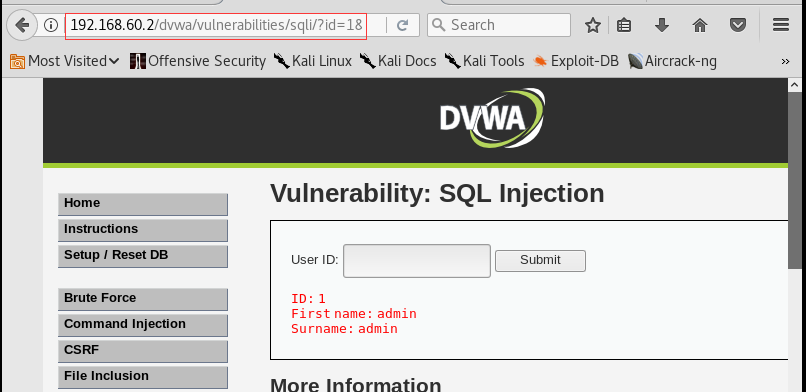 192.168.60.2/dvwa/vulnerabilities/sqli/?id=1&
Search
Most Visited Offensive Security Kali Linux Kali Docs Kali Tools Exploit-DB Aircrack-ng »
DVWA
Vulnerability: SQL Injection
Home
Instructions
Setup / Reset DB
User ID: Submit
ID: 1
First name: admin
Surname: admin
Brute Force
Command Injection
CSRF
File Inclusion
More Information